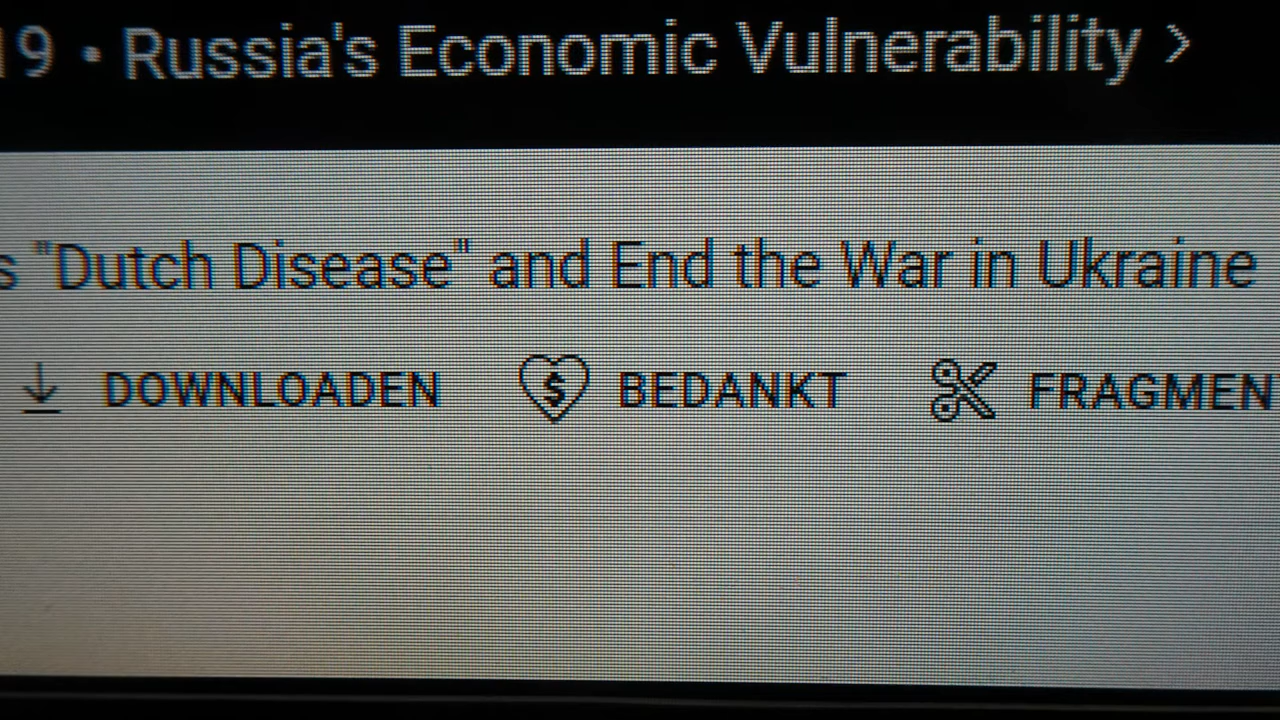 19 • Russia's Economic Vulnerability >
s "Dutch Disease" and End the War in Ukraine
DOWNLOADEN BEDANKT FRAGMEN